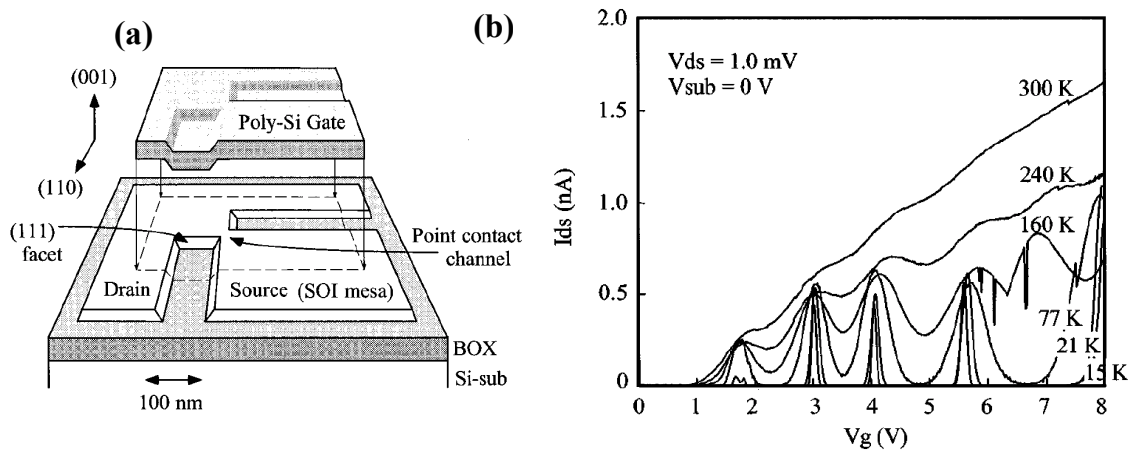 (a)
(001)
(110)
Poly-Si Gate
(111)
facet
Point contact
channel
Drain
Source (SOI mesa)
BOX
Si-sub
100 nm
(b)
2.0
1.5
1.0
0.5
0
Ids (nA)
Vds = 1.0 mV
Vsub = 0 V
300 K
240 K
160 K
77 K
21 K
15 K
0 1 2 3 4 5 6 7 8
Vg (V)